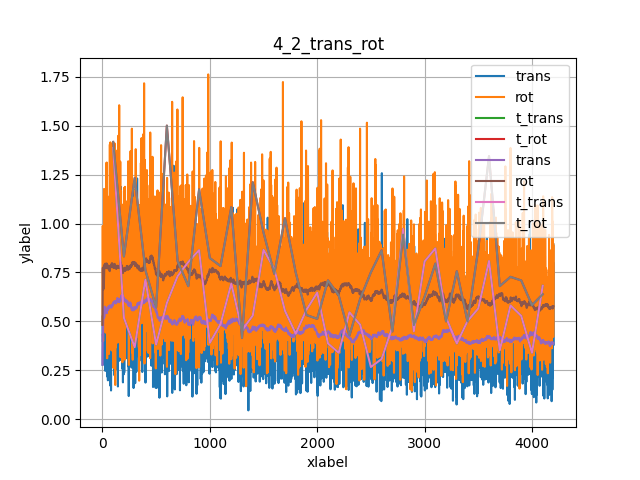 4_2_trans_rot
ylabel
1.75
1.50
1.25
1.00
0.75
0.50
0.25
0.00
trans
rot
t_trans
t_rot
trans
rot
t_trans
t_rot
0 1000 2000 3000 4000
xlabel